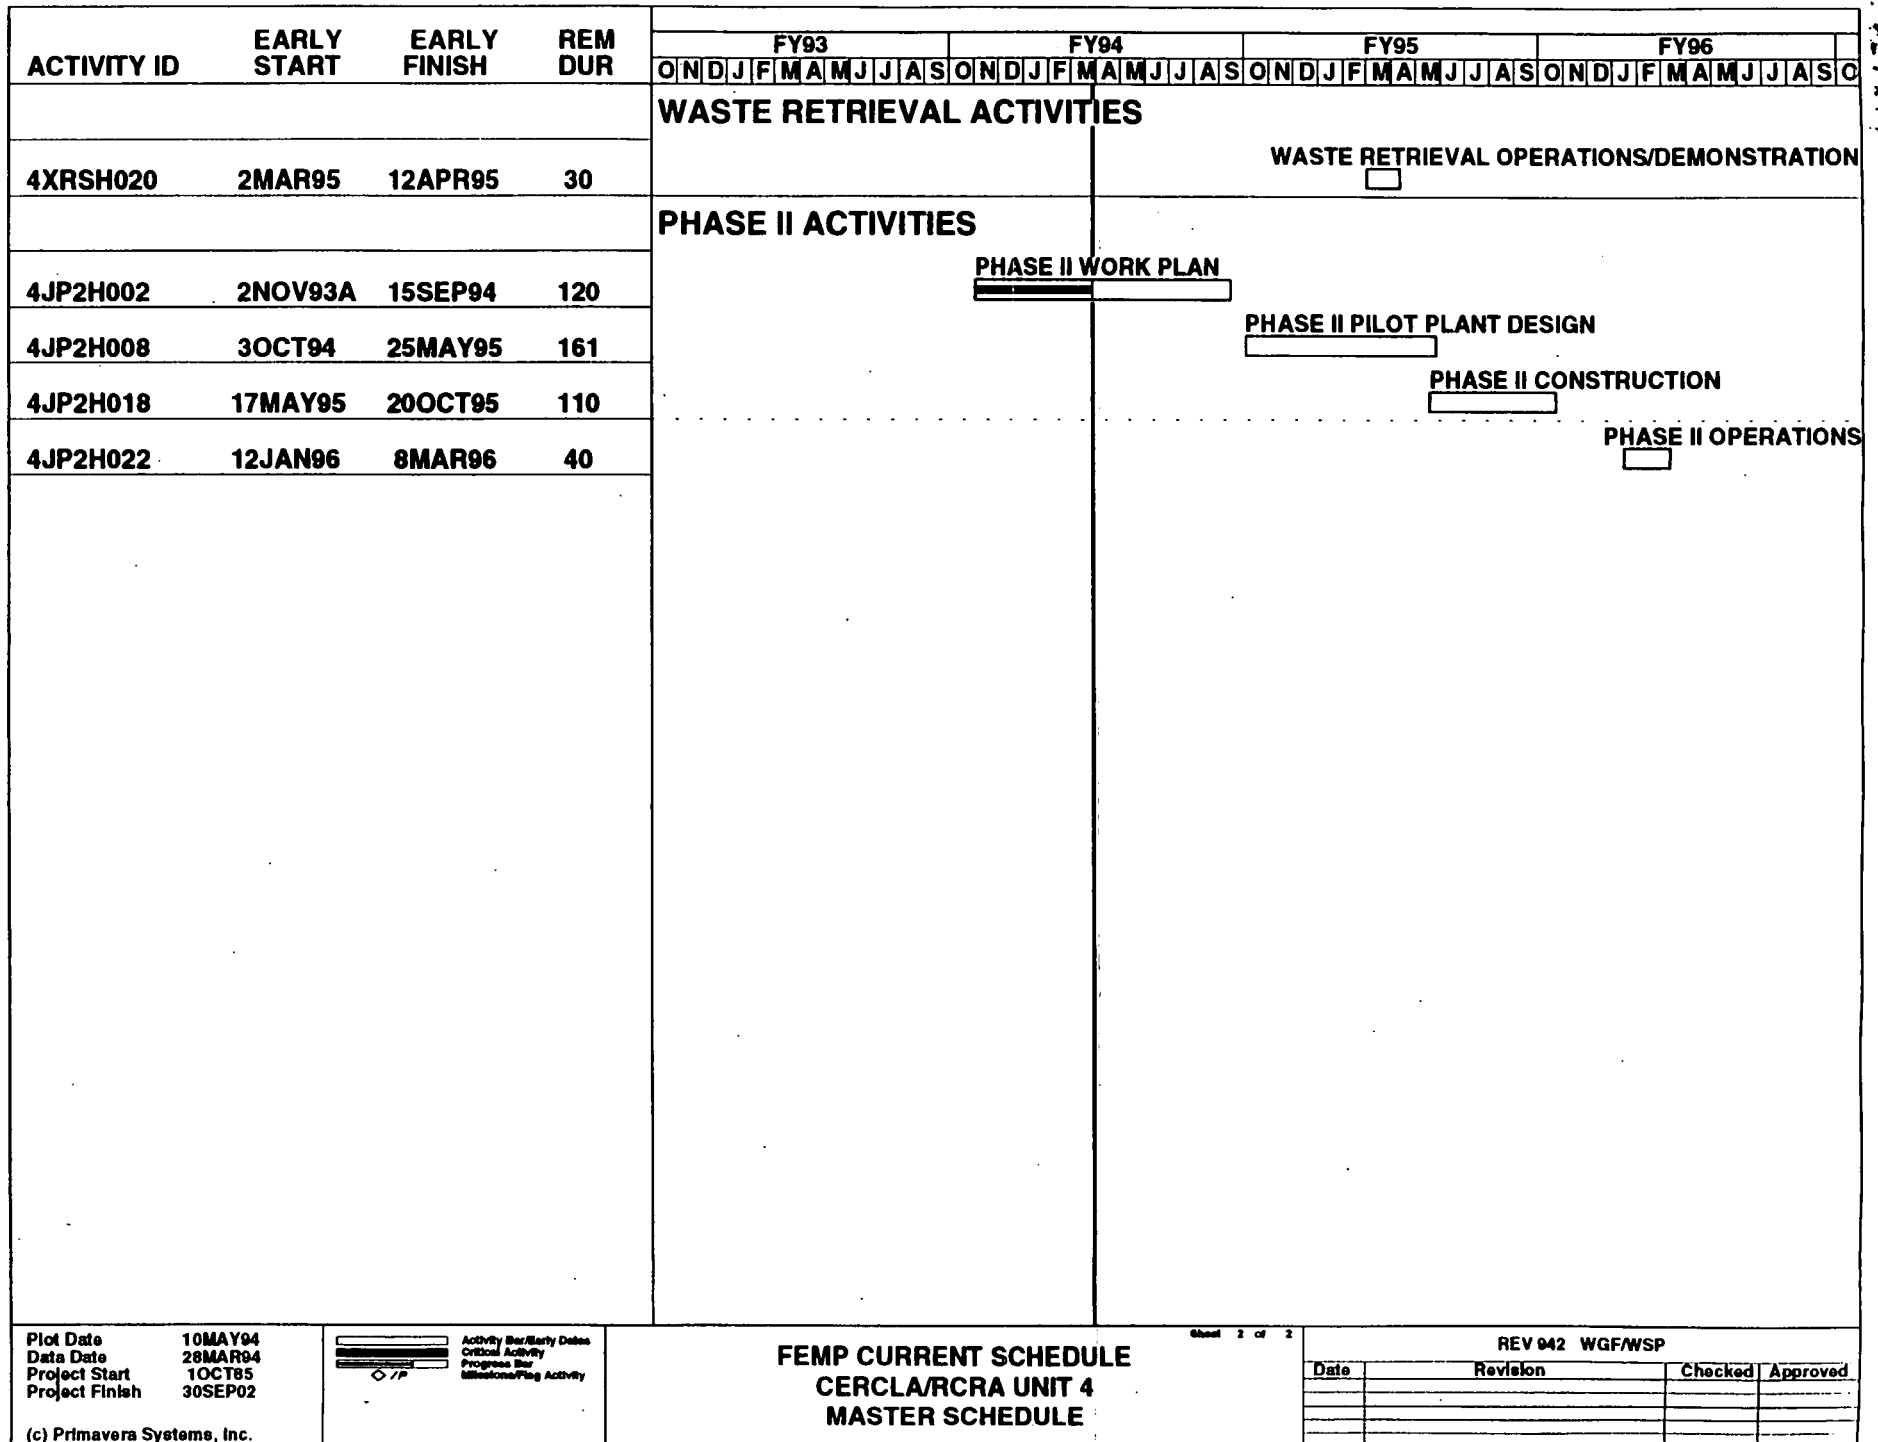 ACTIVITY ID EARLY START EARLY FINISH REM DUR
FY93 FY94 FY95 FY96
O N D J F M A M J J A S O N D J F M A M J J A S O N D J F M A M J J A S O N D J F M A M J J A S O
WASTE RETRIEVAL ACTIVITIES
WASTE RETRIEVAL OPERATIONS/DEMONSTRATION
4XRSH020 2MAR95 12APR95 30
PHASE II ACTIVITIES
PHASE II WORK PLAN
4JP2H002 2NOV93A 15SEP94 120
PHASE II PILOT PLANT DESIGN
4JP2H008 3OCT94 25MAY95 161
PHASE II CONSTRUCTION
4JP2H018 17MAY95 20OCT95 110
PHASE II OPERATIONS
4JP2H022 12JAN96 8MAR96 40
Plot Date 10MAY94
Data Date 28MAR94
Project Start 1OCT85
Project Finish 30SEP02
(c) Primavera Systems, Inc.
Activity Bar/Early Dates
Critical Activity
Progress Bar
◇/P Milestone/Flag Activity
FEMP CURRENT SCHEDULE
CERCLA/RCRA UNIT 4
MASTER SCHEDULE
Sheet 2 of 2
REV 942 WGF/WSP
Date Revision Checked Approved